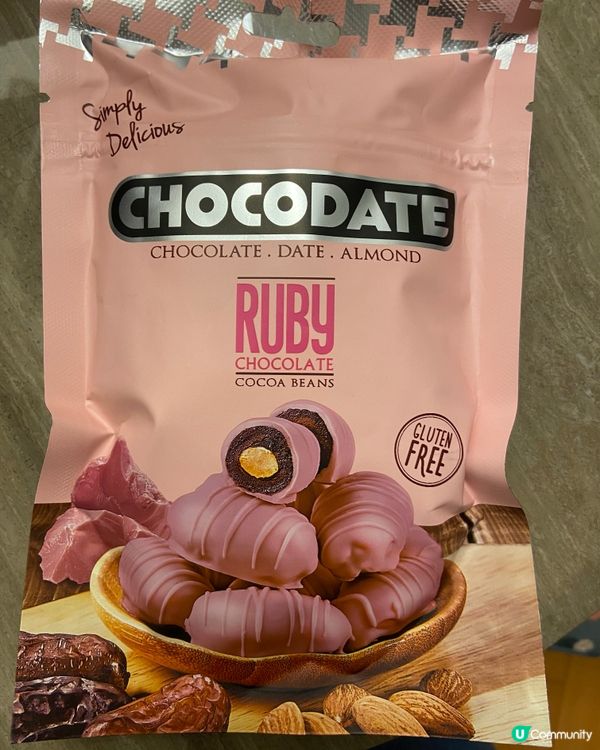 Simply
Delicious
CHOCODATE
CHOCOLATE . DATE . ALMOND
RUBY
CHOCOLATE
COCOA BEANS
GLUTEN
FREE
U Community